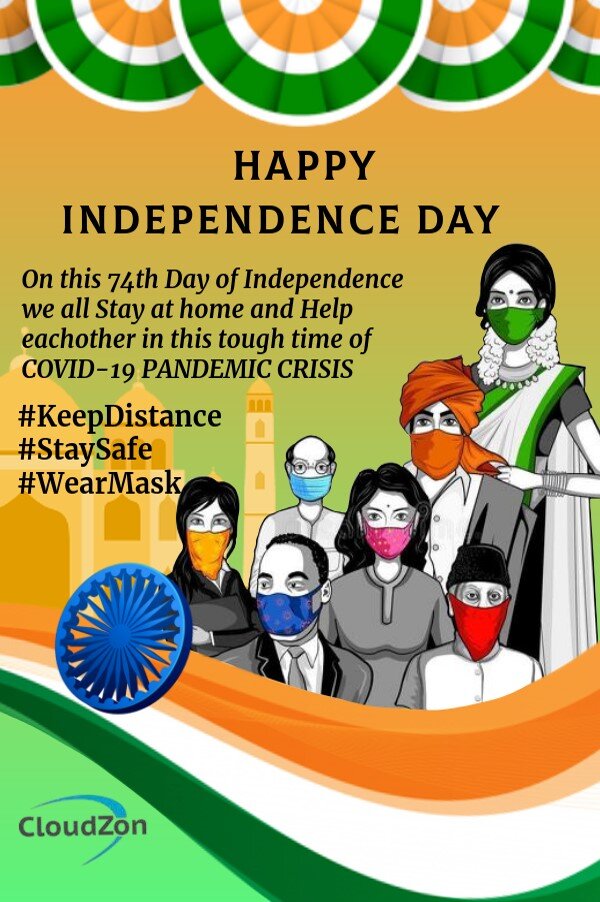 HAPPY
INDEPENDENCE DAY
On this 74th Day of Independence
we all Stay at home and Help
eachother in this tough time of
COVID-19 PANDEMIC CRISIS
#KeepDistance
#StaySafe
#WearMask
CloudZon